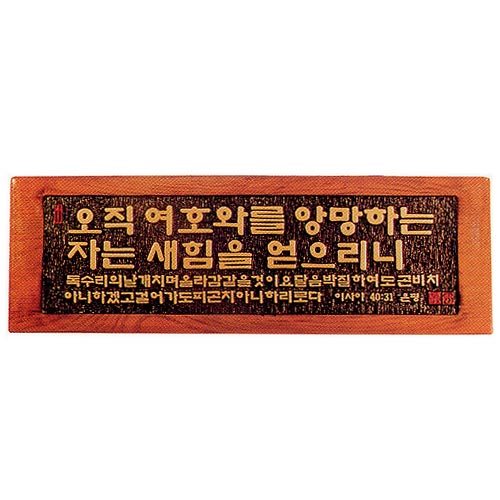 오직 여호와를 앙망하는
자는 새힘을 얻으리니
독수리의 날개치며 올라감 같을 것이요 달음박질하여도 곤비치
아니하겠고 걸어가도 피곤치 아니하리로다 이사야 40:31 은평